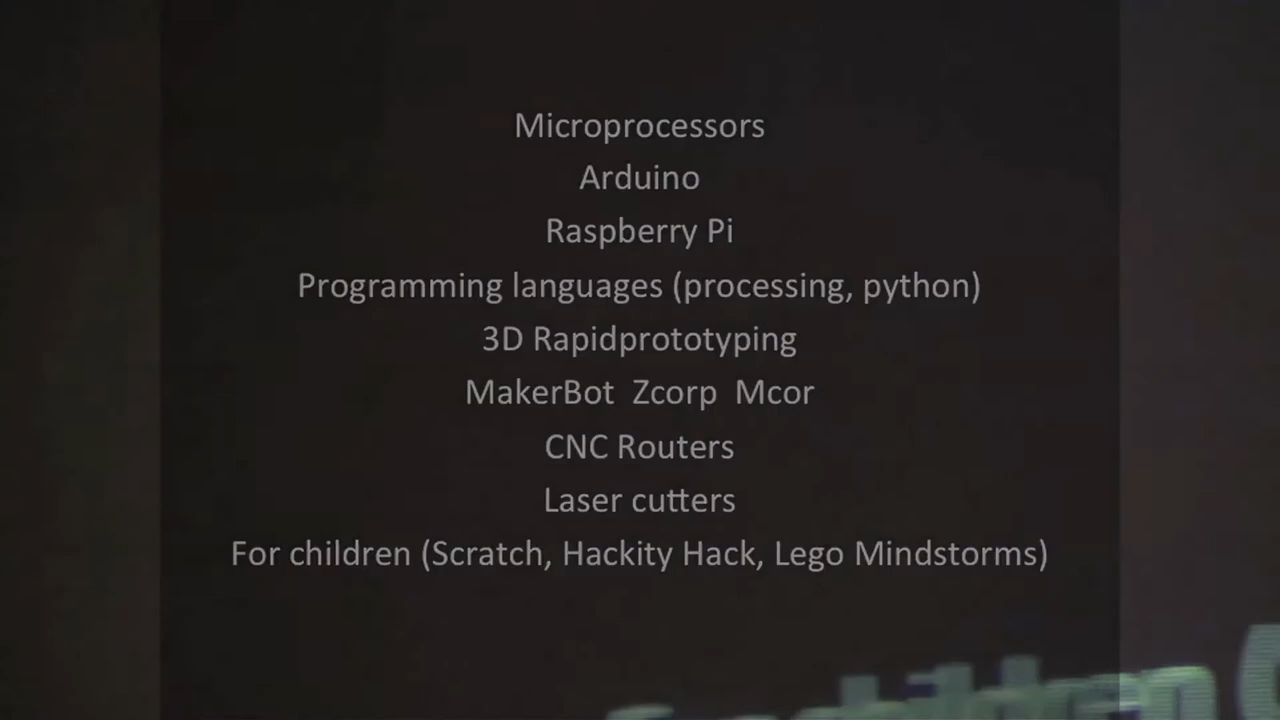 Microprocessors
Arduino
Raspberry Pi
Programming languages (processing, python)
3D Rapidprototyping
MakerBot Zcorp Mcor
CNC Routers
Laser cutters
For children (Scratch, Hackity Hack, Lego Mindstorms)
children